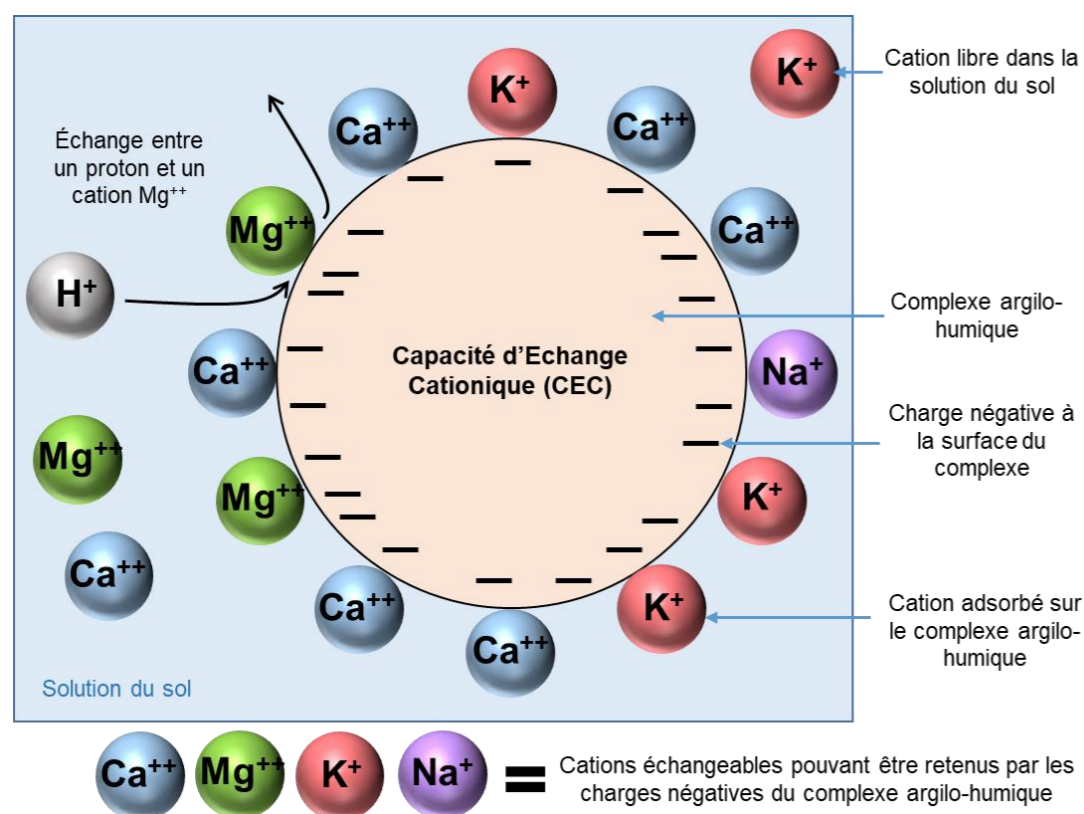 K+
K+
Cation libre dans la
solution du sol
Ca++
Ca++
Échange entre
un proton et un
cation Mg++
Mg++
Ca++
H+
Complexe argilo-
humique
Capacité d’Echange
Cationique (CEC)
Ca++
Na+
Charge négative à
la surface du
complexe
Mg++
Mg++
K+
Ca++
Ca++
K+
Cation adsorbé sur
le complexe argilo-
humique
Ca++
Solution du sol
Ca++ Mg++ K+ Na+
Cations échangeables pouvant être retenus par les
charges négatives du complexe argilo-humique